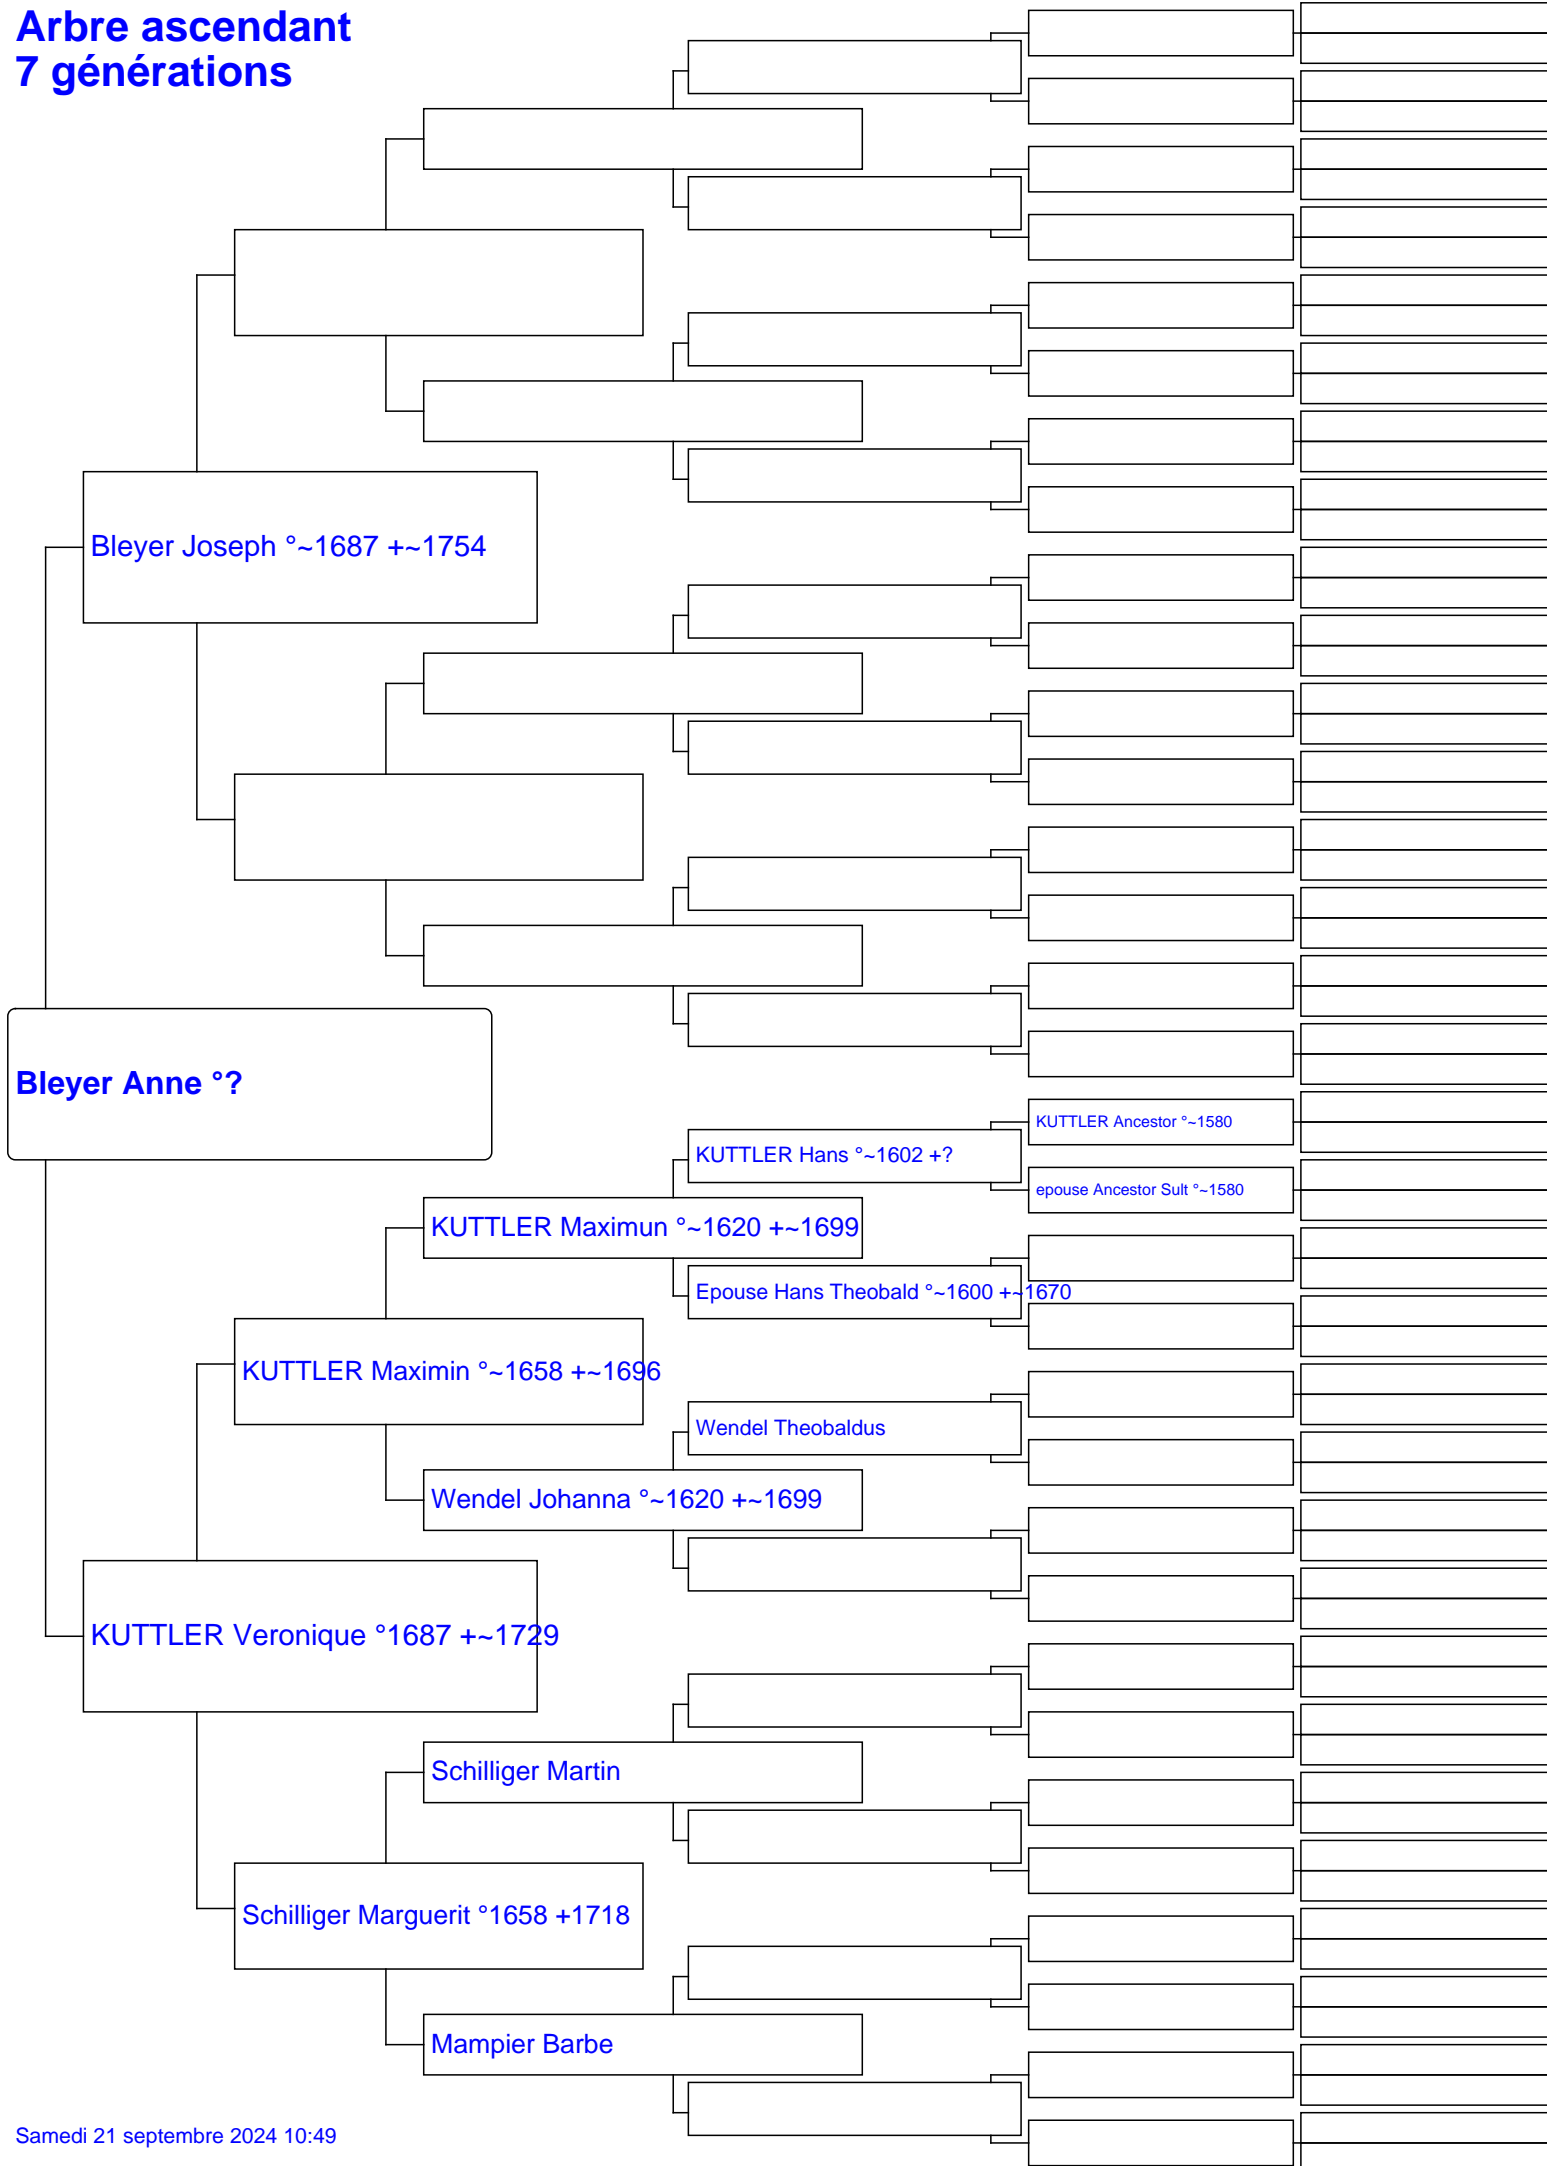 Arbre ascendant
7 générations
Bleyer Joseph °~1687 +~1754
Bleyer Anne °?
KUTTLER Ancestor °~1580
KUTTLER Hans °~1602 +?
epouse Ancestor Sult °~1580
KUTTLER Maximun °~1620 +~1699
Epouse Hans Theobald °~1600 +~1670
KUTTLER Maximin °~1658 +~1696
Wendel Theobaldus
Wendel Johanna °~1620 +~1699
KUTTLER Veronique °1687 +~1729
Schilliger Martin
Schilliger Marguerit °1658 +1718
Mampier Barbe
Samedi 21 septembre 2024 10:49